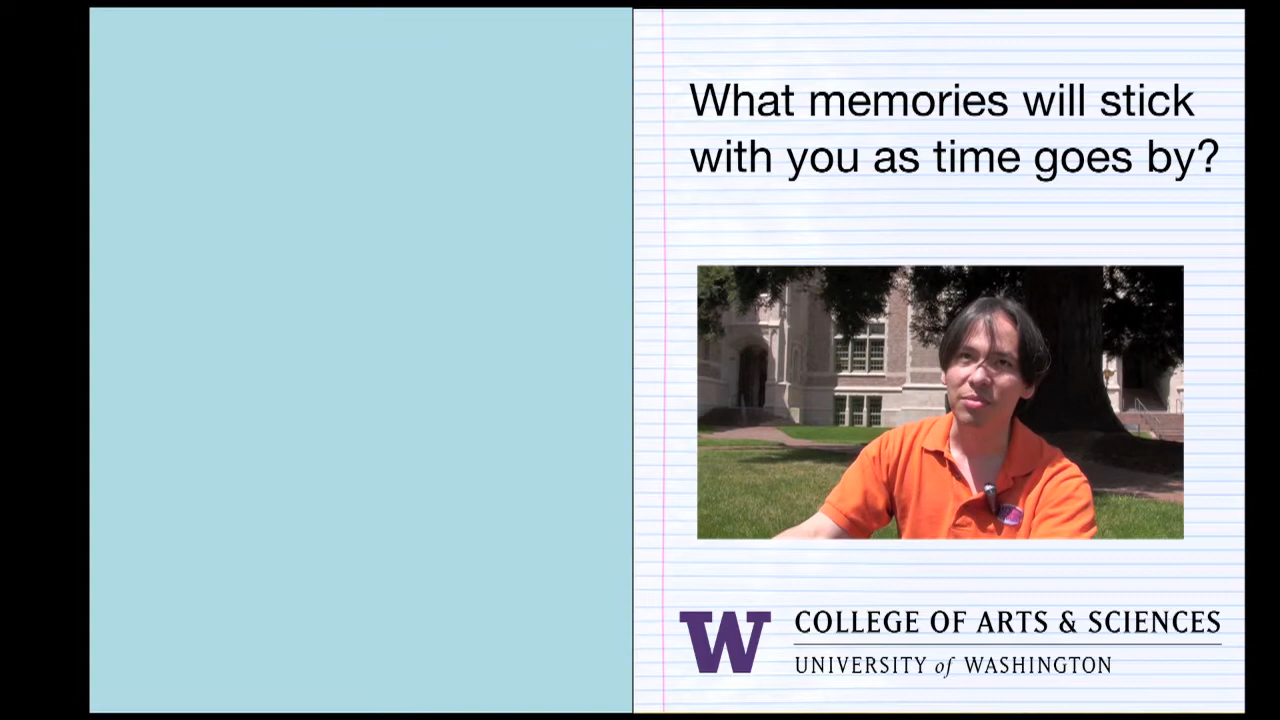 What memories will stick
with you as time goes by?
W COLLEGE OF ARTS & SCIENCES
UNIVERSITY of WASHINGTON